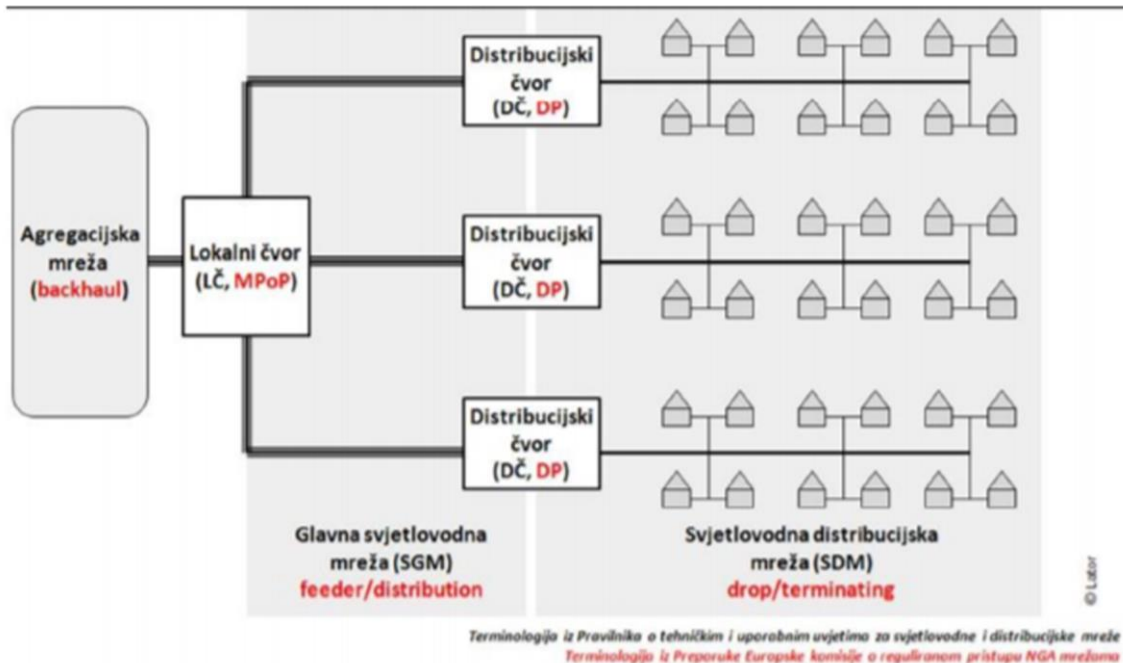 Agregacijska
mreža
(backhaul)
Lokalni čvor
(LČ, MPoP)
Distribucijski
čvor
(DČ, DP)
Distribucijski
čvor
(DČ, DP)
Distribucijski
čvor
(DČ, DP)
Glavna svjetlovodna
mreža (SGM)
feeder/distribution
Svjetlovodna distribucijska
mreža (SDM)
drop/terminating
© Lator
Terminologija iz Pravilnika o tehničkim i uporabnim uvjetima za svjetlovodne i distribucijske mreže
Terminologija iz Preporuke Europske komisije o reguliranom pristupu NGA mrežama